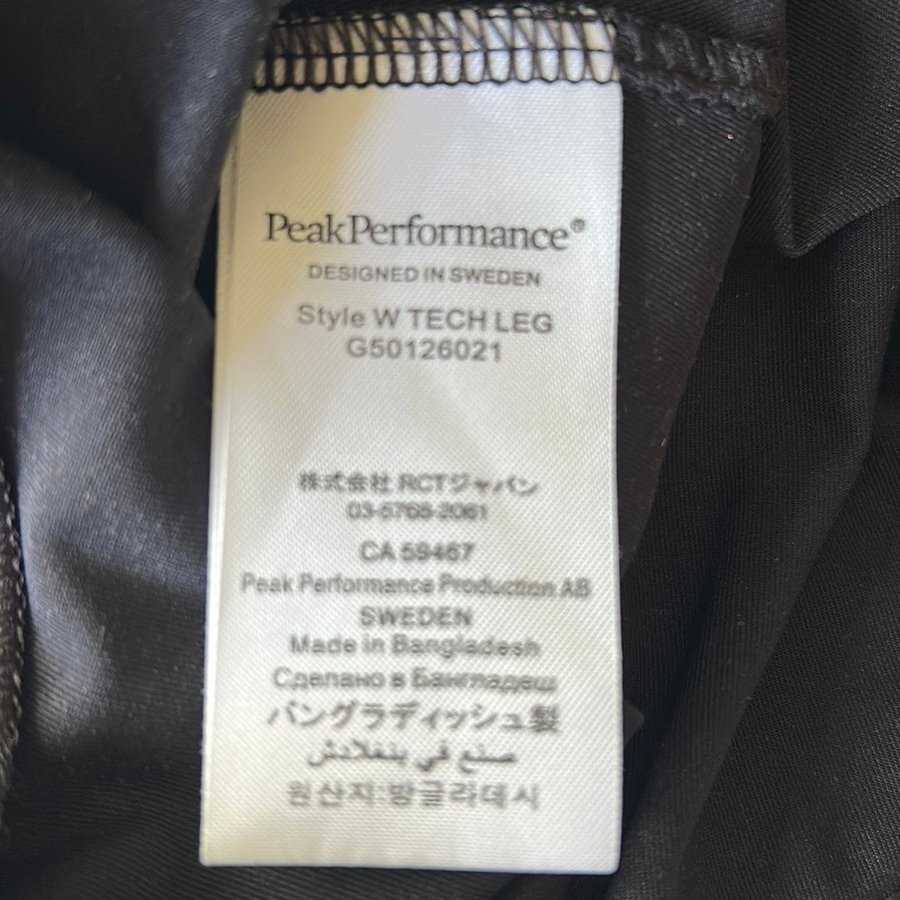 PeakPerformance®
DESIGNED IN SWEDEN
Style W TECH LEG
G50126021
株式会社 RCTジャパン
03-5768-2061
CA 59467
Peak Performance Production AB
SWEDEN
Made in Bangladesh
Сделано в Бангладеш
バングラディッシュ製
صنع في بنغلادش
원산지:방글라데시